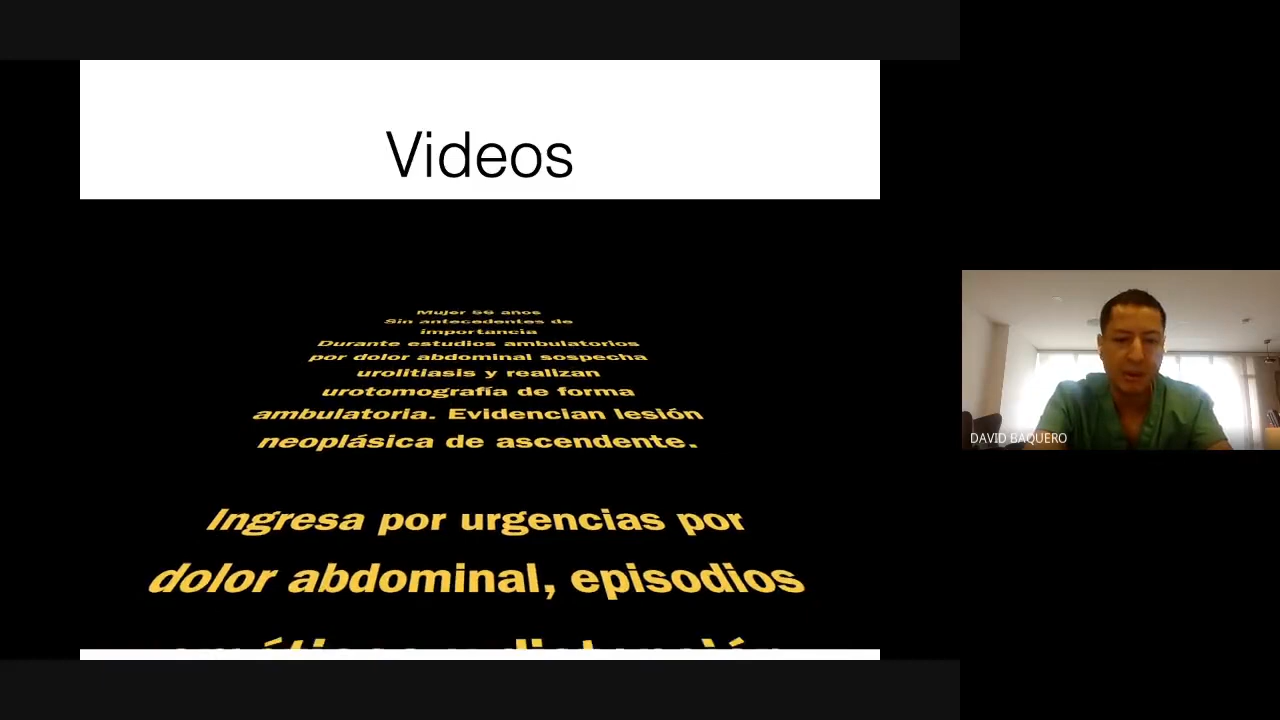 Videos
Mujer 56 años
Sin antecedentes de
importancia
Durante estudios ambulatorios
por dolor abdominal sospecha
urolitiasis y realizan
urotomografía de forma
ambulatoria. Evidencian lesión
neoplásica de ascendente.
Ingresa por urgencias por
dolor abdominal, episodios
DAVID BAQUERO